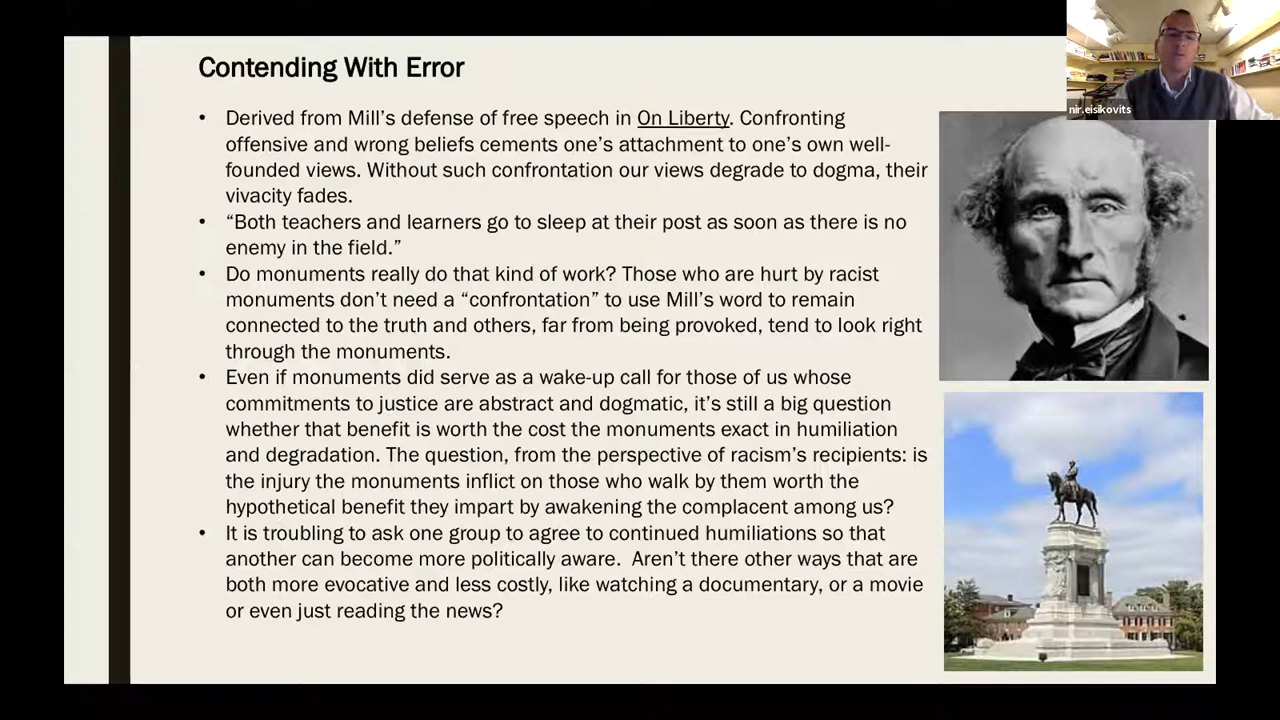 Contending With Error
• Derived from Mill's defense of free speech in On Liberty. Confronting
offensive and wrong beliefs cements one's attachment to one's own well-
founded views. Without such confrontation our views degrade to dogma, their
vivacity fades.
• “Both teachers and learners go to sleep at their post as soon as there is no
enemy in the field.”
• Do monuments really do that kind of work? Those who are hurt by racist
monuments don't need a “confrontation” to use Mill's word to remain
connected to the truth and others, far from being provoked, tend to look right
through the monuments.
• Even if monuments did serve as a wake-up call for those of us whose
commitments to justice are abstract and dogmatic, it's still a big question
whether that benefit is worth the cost the monuments exact in humiliation
and degradation. The question, from the perspective of racism's recipients: is
the injury the monuments inflict on those who walk by them worth the
hypothetical benefit they impart by awakening the complacent among us?
• It is troubling to ask one group to agree to continued humiliations so that
another can become more politically aware.  Aren't there other ways that are
both more evocative and less costly, like watching a documentary, or a movie
or even just reading the news?
nir.eisikovits